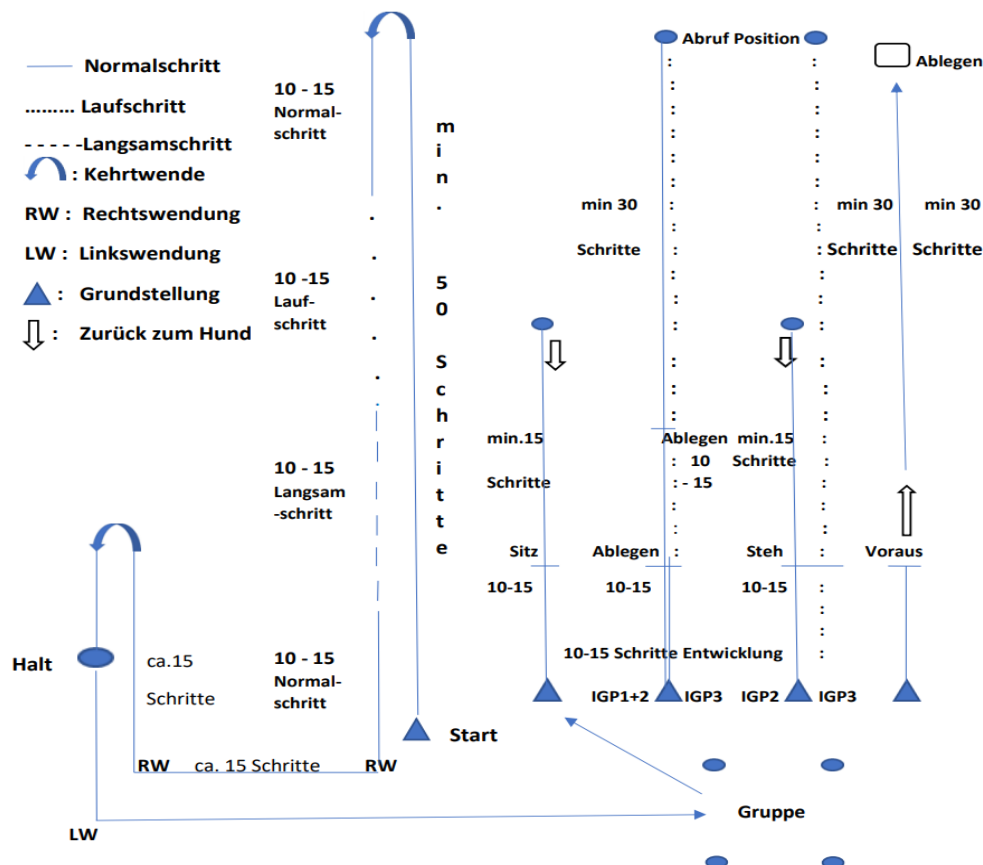 Normalschritt
......... Laufschritt
- - - - -Langsamschritt
: Kehrtwende
RW : Rechtswendung
LW : Linkswendung
: Grundstellung
: Zurück zum Hund
10 - 15
Normal-
schritt
10 -15
Lauf-
schritt
10 - 15
Langsam
-schritt
10 - 15
Normal-
schritt
min. 50 Schritte
Halt
ca.15
Schritte
RW ca. 15 Schritte RW
LW
Start
Abruf Position
Ablegen
min 30
Schritte
min 30
Schritte
min 30
Schritte
min.15
Schritte
Ablegen
10
- 15
min.15
Schritte
Sitz
Ablegen
Steh
Voraus
10-15
10-15
10-15
10-15 Schritte Entwicklung
IGP1+2
IGP3
IGP2
IGP3
Gruppe